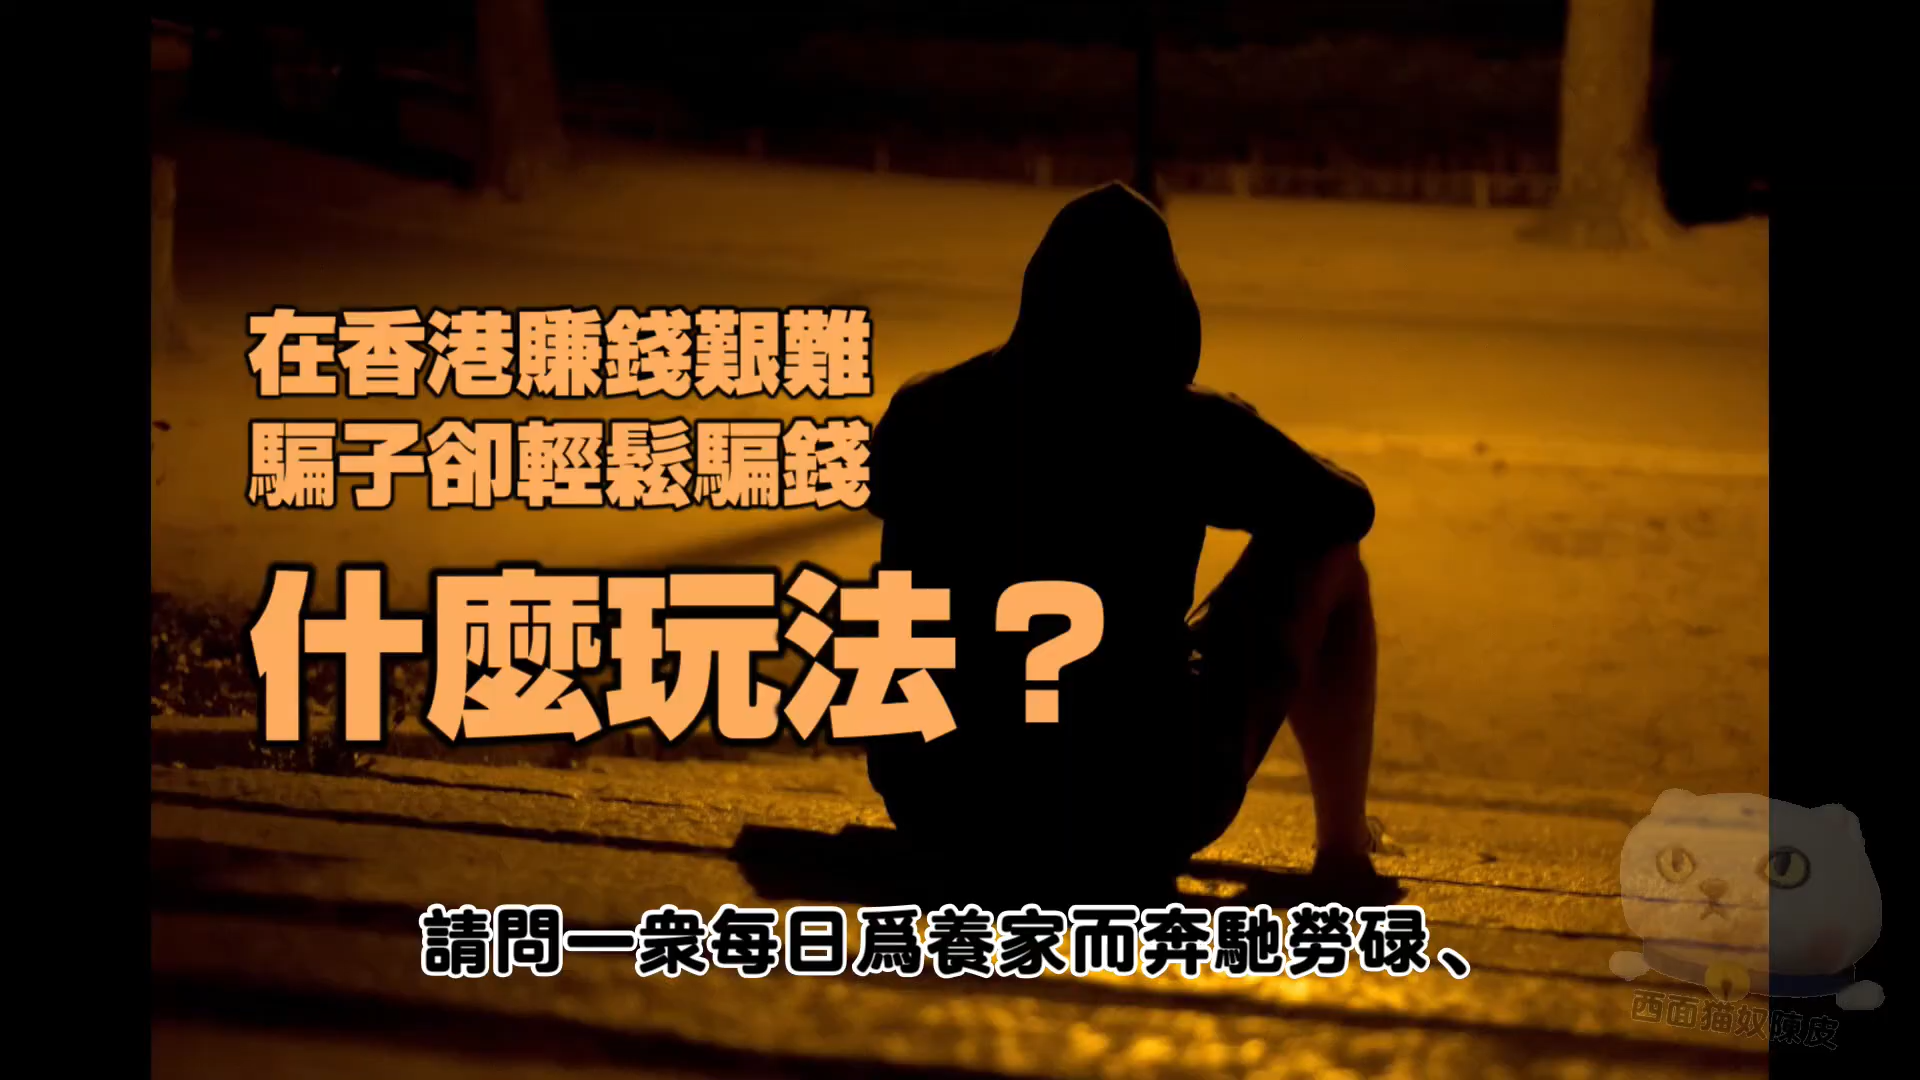 在香港賺錢艱難
騙子卻輕鬆騙錢
什麼玩法？
請問一衆每日爲養家而奔馳勞碌、
西面猫奴陳皮